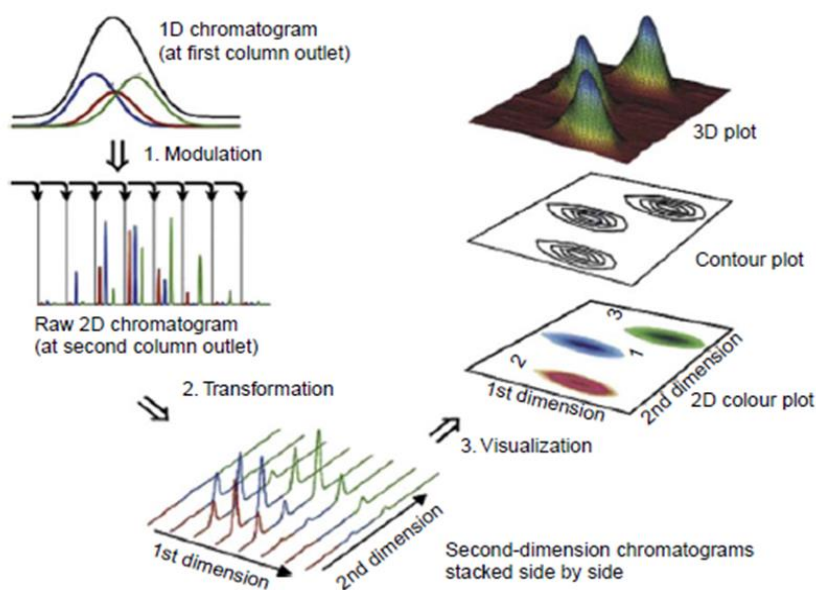 1D chromatogram
(at first column outlet)
1. Modulation
Raw 2D chromatogram
(at second column outlet)
2. Transformation
1st dimension
2nd dimension
Second-dimension chromatograms
stacked side by side
3. Visualization
3D plot
Contour plot
2
1
3
1st dimension
2nd dimension
2D colour plot